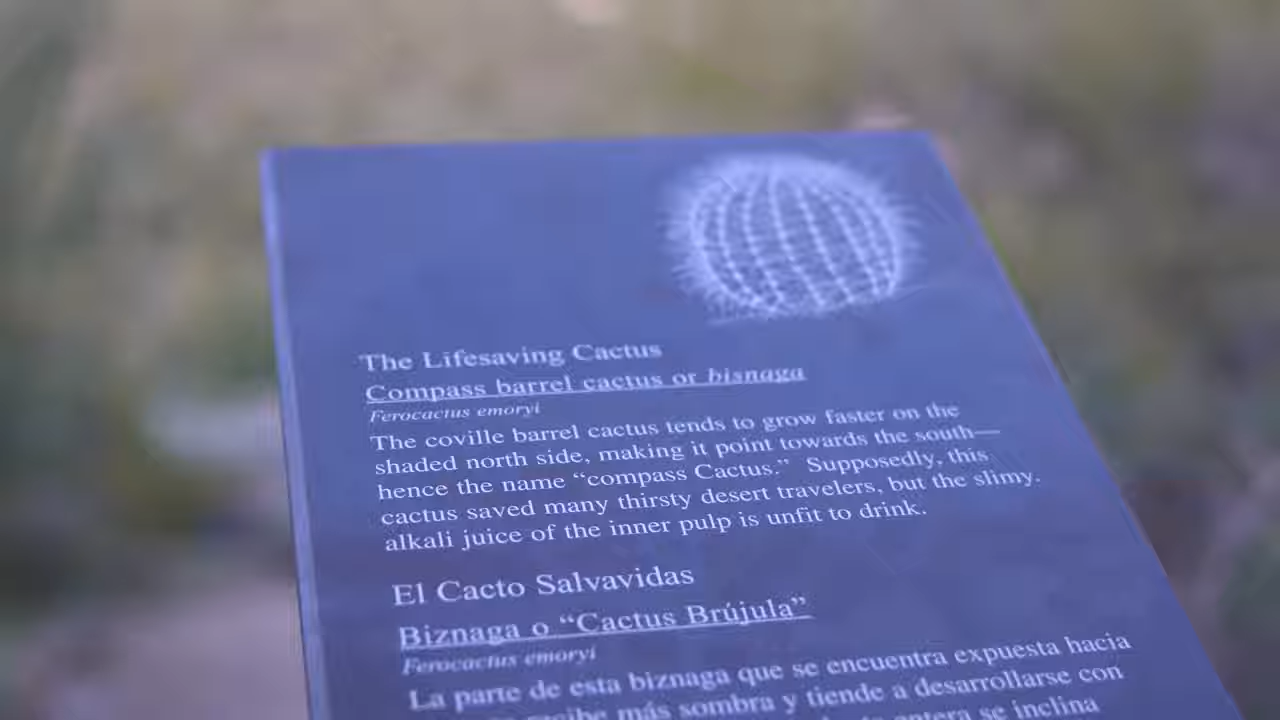 The Lifesaving Cactus
Compass barrel cactus or bisnaga
Ferocactus emoryi
The coville barrel cactus tends to grow faster on the
shaded north side, making it point towards the south—
hence the name “compass Cactus.” Supposedly, this
cactus saved many thirsty desert travelers, but the slimy.
alkali juice of the inner pulp is unfit to drink.
El Cacto Salvavidas
Biznaga o “Cactus Brújula”
Ferocactus emoryi
La parte de esta biznaga que se encuentra expuesta hacia
recibe más sombra y tiende a desarrollarse con
se inclina